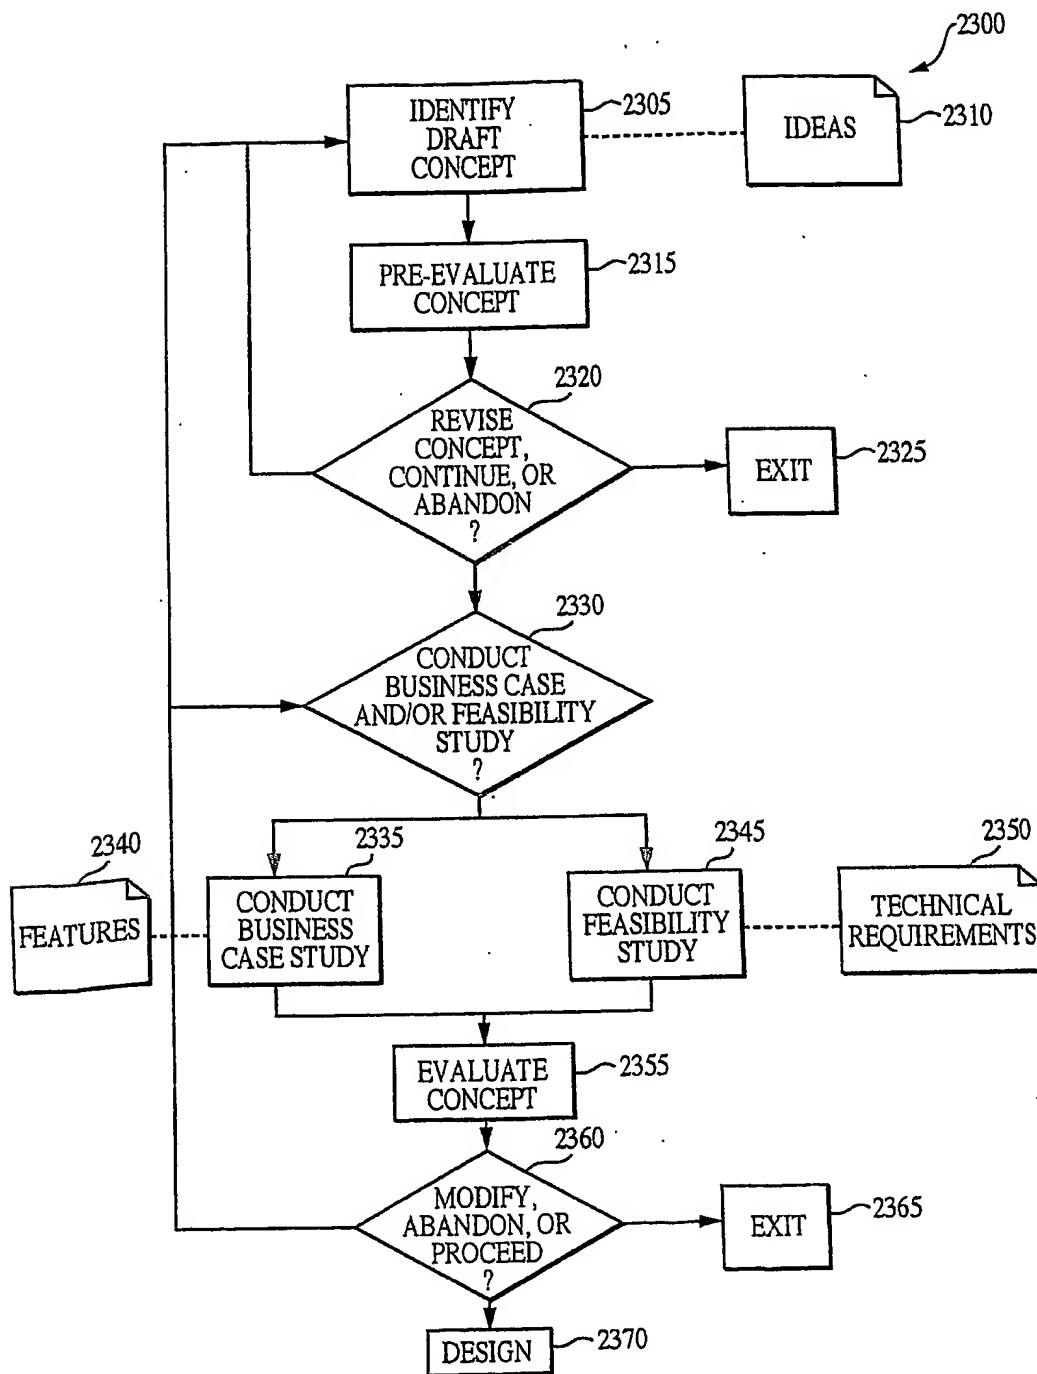 2300
IDENTIFY
DRAFT
CONCEPT
2305
IDEAS
2310
PRE-EVALUATE
CONCEPT
2315
2320
REVISE
CONCEPT,
CONTINUE, OR
ABANDON
?
EXIT
2325
2330
CONDUCT
BUSINESS CASE
AND/OR FEASIBILITY
STUDY
?
2340
FEATURES
2335
CONDUCT
BUSINESS
CASE STUDY
2345
CONDUCT
FEASIBILITY
STUDY
2350
TECHNICAL
REQUIREMENTS
EVALUATE
CONCEPT
2355
2360
MODIFY,
ABANDON, OR
PROCEED
?
EXIT
2365
DESIGN
2370